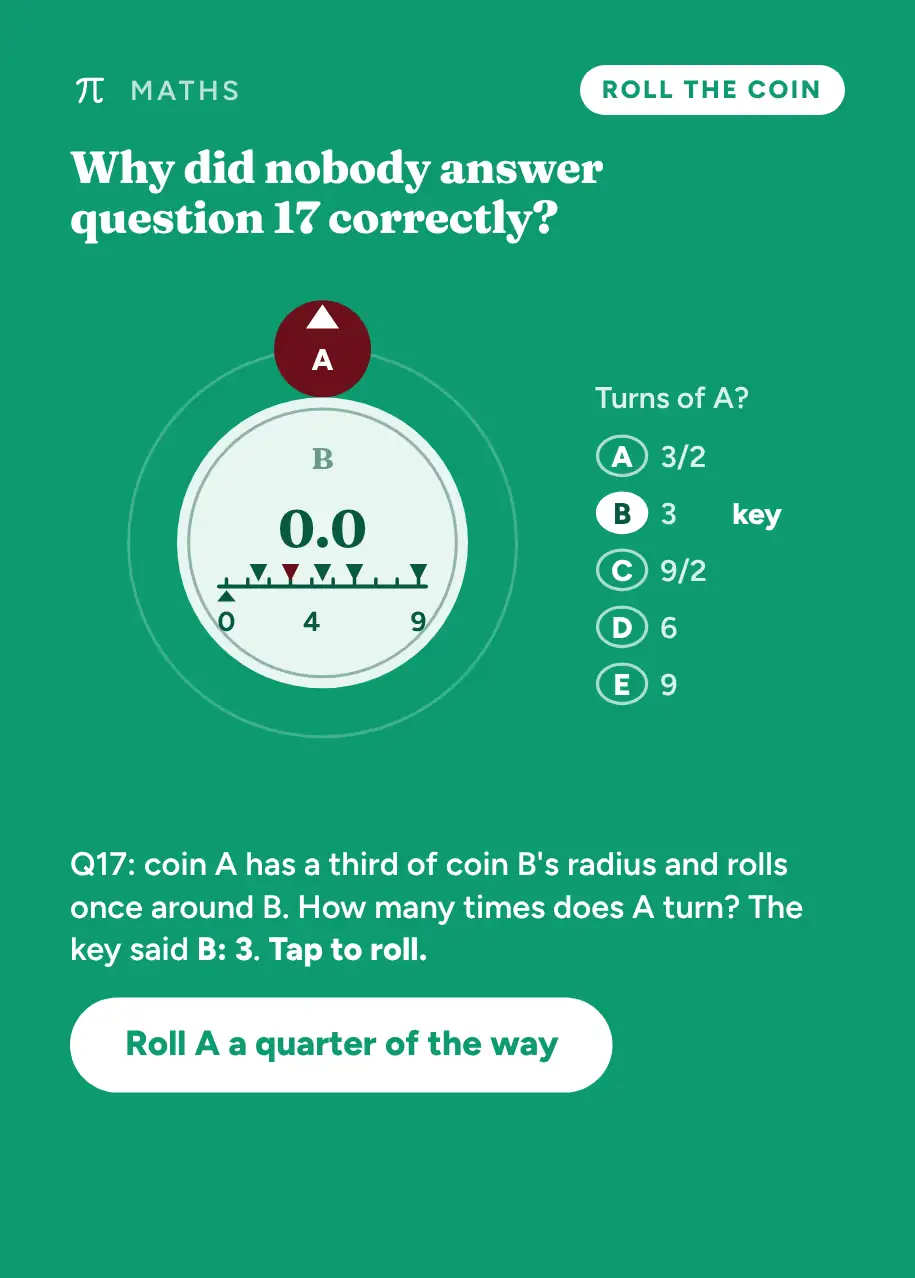 π MATHS
ROLL THE COIN
Why did nobody answer
question 17 correctly?
A
B
0.0
0 4 9
Turns of A?
A 3/2
B 3 key
C 9/2
D 6
E 9
Q17: coin A has a third of coin B's radius and rolls
once around B. How many times does A turn? The
key said B: 3. Tap to roll.
Roll A a quarter of the way